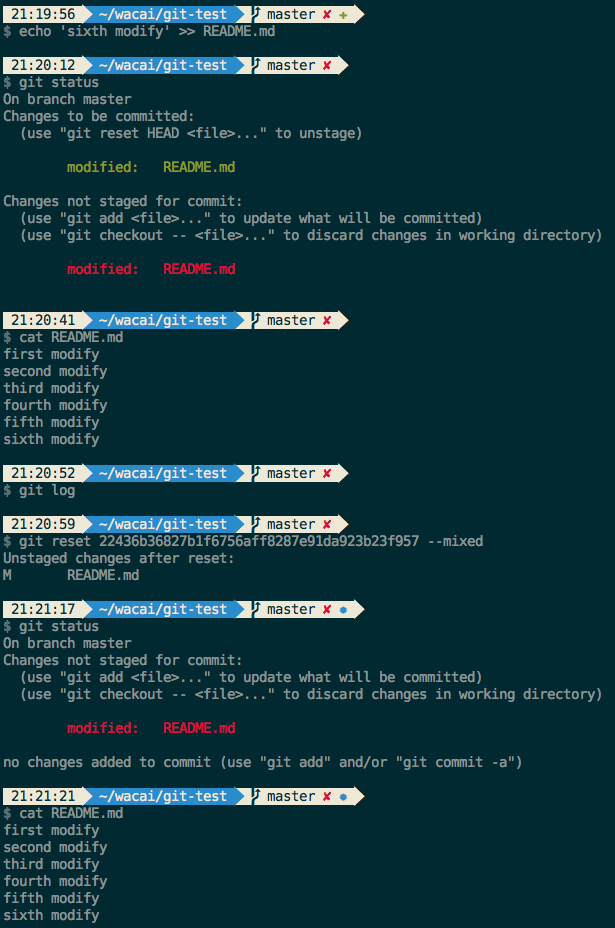 21:19:56 ~/wacai/git-test master ✘ ✚
$ echo 'sixth modify' >> README.md
21:20:12 ~/wacai/git-test master ✘
$ git status
On branch master
Changes to be committed:
  (use "git reset HEAD <file>..." to unstage)
        modified:   README.md
Changes not staged for commit:
  (use "git add <file>..." to update what will be committed)
  (use "git checkout -- <file>..." to discard changes in working directory)
        modified:   README.md
21:20:41 ~/wacai/git-test master ✘
$ cat README.md
first modify
second modify
third modify
fourth modify
fifth modify
sixth modify
21:20:52 ~/wacai/git-test master ✘
$ git log
21:20:59 ~/wacai/git-test master ✘
$ git reset 22436b36827b1f6756aff8287e91da923b23f957 --mixed
Unstaged changes after reset:
M       README.md
21:21:17 ~/wacai/git-test master ✘ ✹
$ git status
On branch master
Changes not staged for commit:
  (use "git add <file>..." to update what will be committed)
  (use "git checkout -- <file>..." to discard changes in working directory)
        modified:   README.md
no changes added to commit (use "git add" and/or "git commit -a")
21:21:21 ~/wacai/git-test master ✘ ✹
$ cat README.md
first modify
second modify
third modify
fourth modify
fifth modify
sixth modify